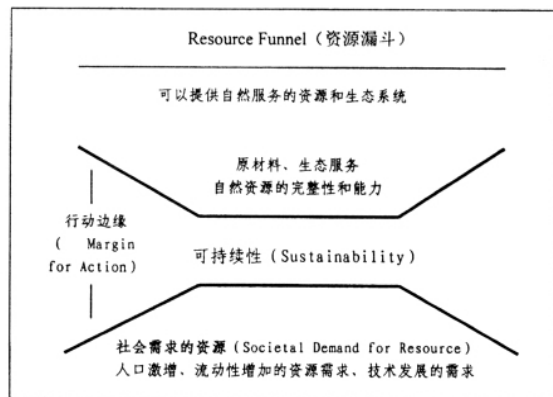 Resource Funnel（资源漏斗）
可以提供自然服务的资源和生态系统
原材料、生态服务
自然资源的完整性和能力
行动边缘
（ Margin
for Action）
可持续性（Sustainability）
社会需求的资源（Societal Demand for Resource）
人口激增、流动性增加的资源需求、技术发展的需求